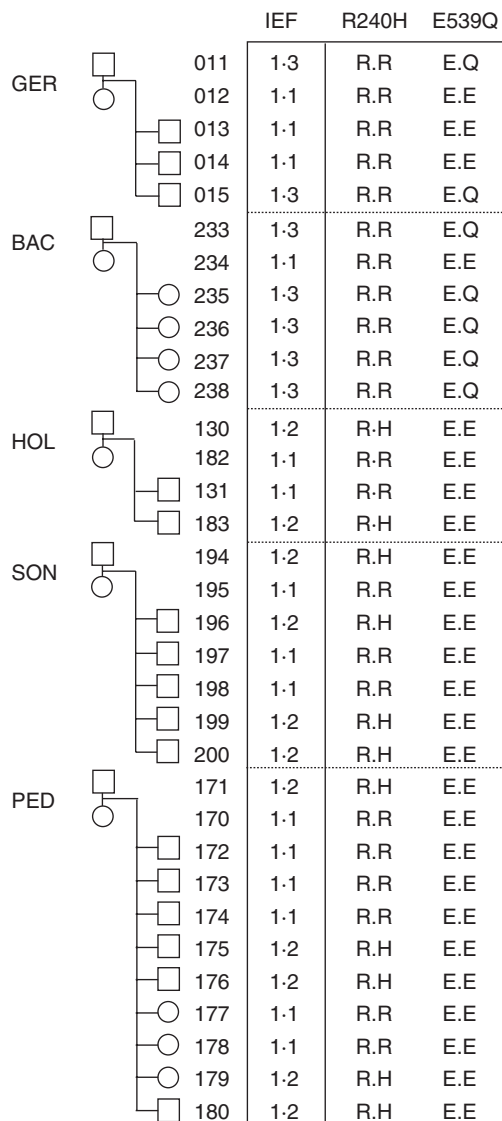 IEF R240H E539Q
GER 011 1·3 R.R E.Q
012 1·1 R.R E.E
013 1·1 R.R E.E
014 1·1 R.R E.E
015 1·3 R.R E.Q
BAC 233 1·3 R.R E.Q
234 1·1 R.R E.E
235 1·3 R.R E.Q
236 1·3 R.R E.Q
237 1·3 R.R E.Q
238 1·3 R.R E.Q
HOL 130 1·2 R·H E.E
182 1·1 R·R E.E
131 1·1 R·R E.E
183 1·2 R·H E.E
SON 194 1·2 R.H E.E
195 1·1 R.R E.E
196 1·2 R.H E.E
197 1·1 R.R E.E
198 1·1 R.R E.E
199 1·2 R.H E.E
200 1·2 R.H E.E
PED 171 1·2 R.H E.E
170 1·1 R.R E.E
172 1·1 R.R E.E
173 1·1 R.R E.E
174 1·1 R.R E.E
175 1·2 R.H E.E
176 1·2 R.H E.E
177 1·1 R.R E.E
178 1·1 R.R E.E
179 1·2 R.H E.E
180 1·2 R.H E.E